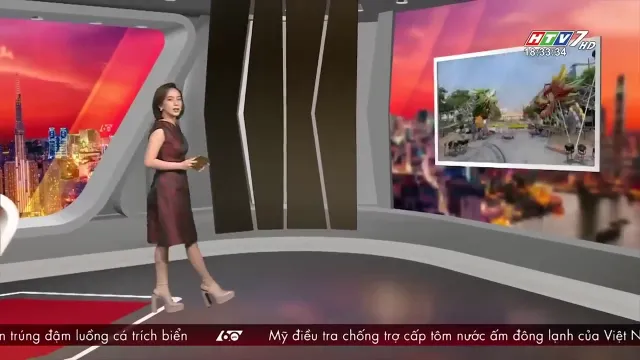 HTV7 HD
18:33:34
n trúng đậm luồng cá trích biển 60 Mỹ điều tra chống trợ cấp tôm nước ấm đông lạnh của Việt N